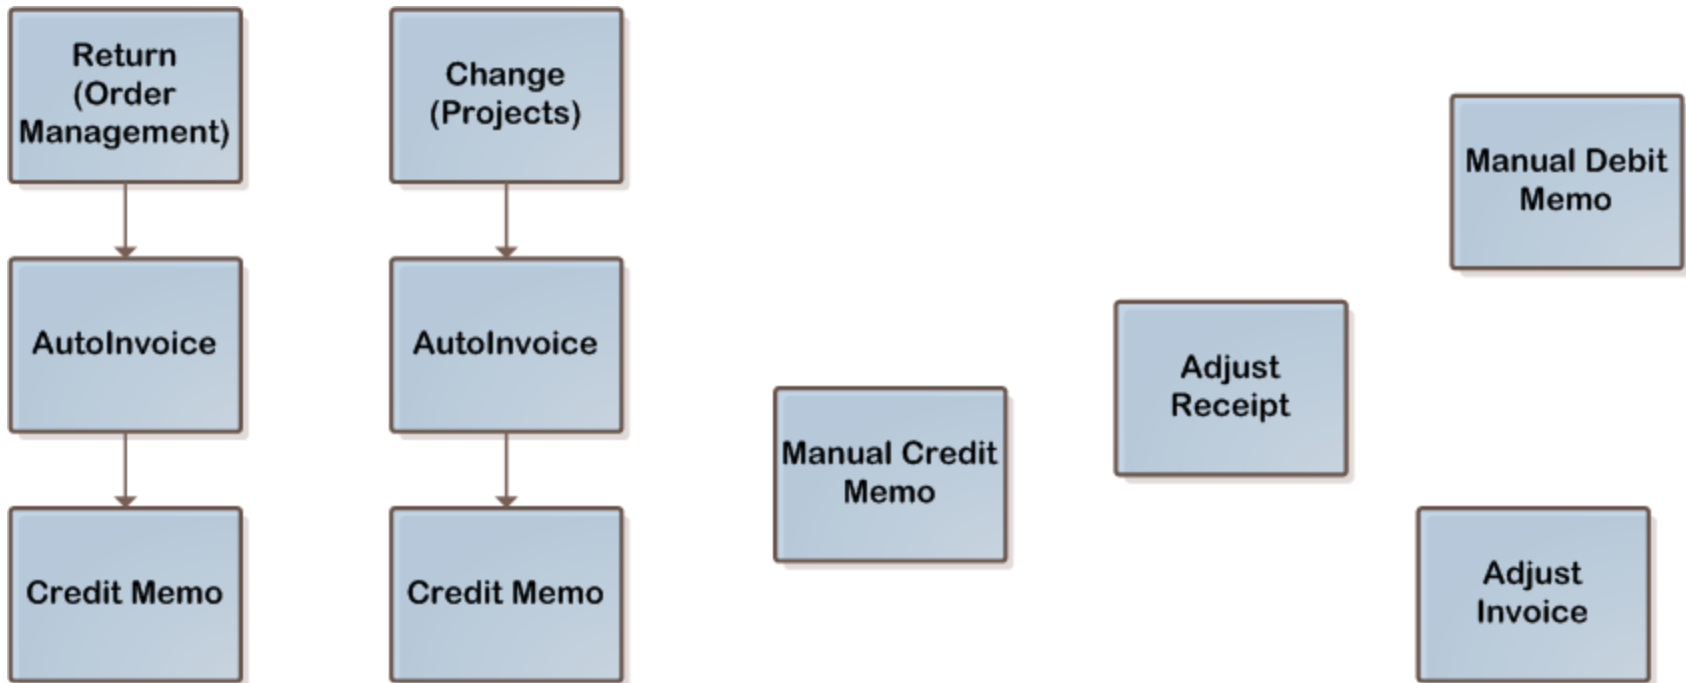 Return
(Order
Management)
AutoInvoice
Credit Memo
Change
(Projects)
AutoInvoice
Credit Memo
Manual Credit
Memo
Adjust
Receipt
Manual Debit
Memo
Adjust
Invoice